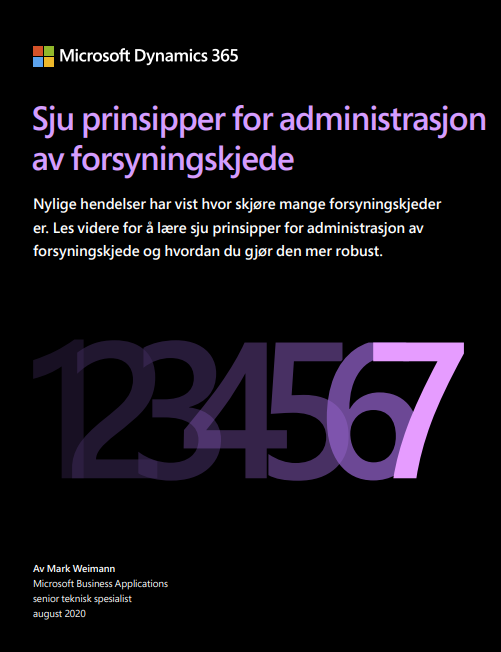 Microsoft Dynamics 365
Sju prinsipper for administrasjon
av forsyningskjede
Nylige hendelser har vist hvor skjøre mange forsyningskjeder
er. Les videre for å lære sju prinsipper for administrasjon av
forsyningskjede og hvordan du gjør den mer robust.
1234567
Av Mark Weimann
Microsoft Business Applications
senior teknisk spesialist
august 2020